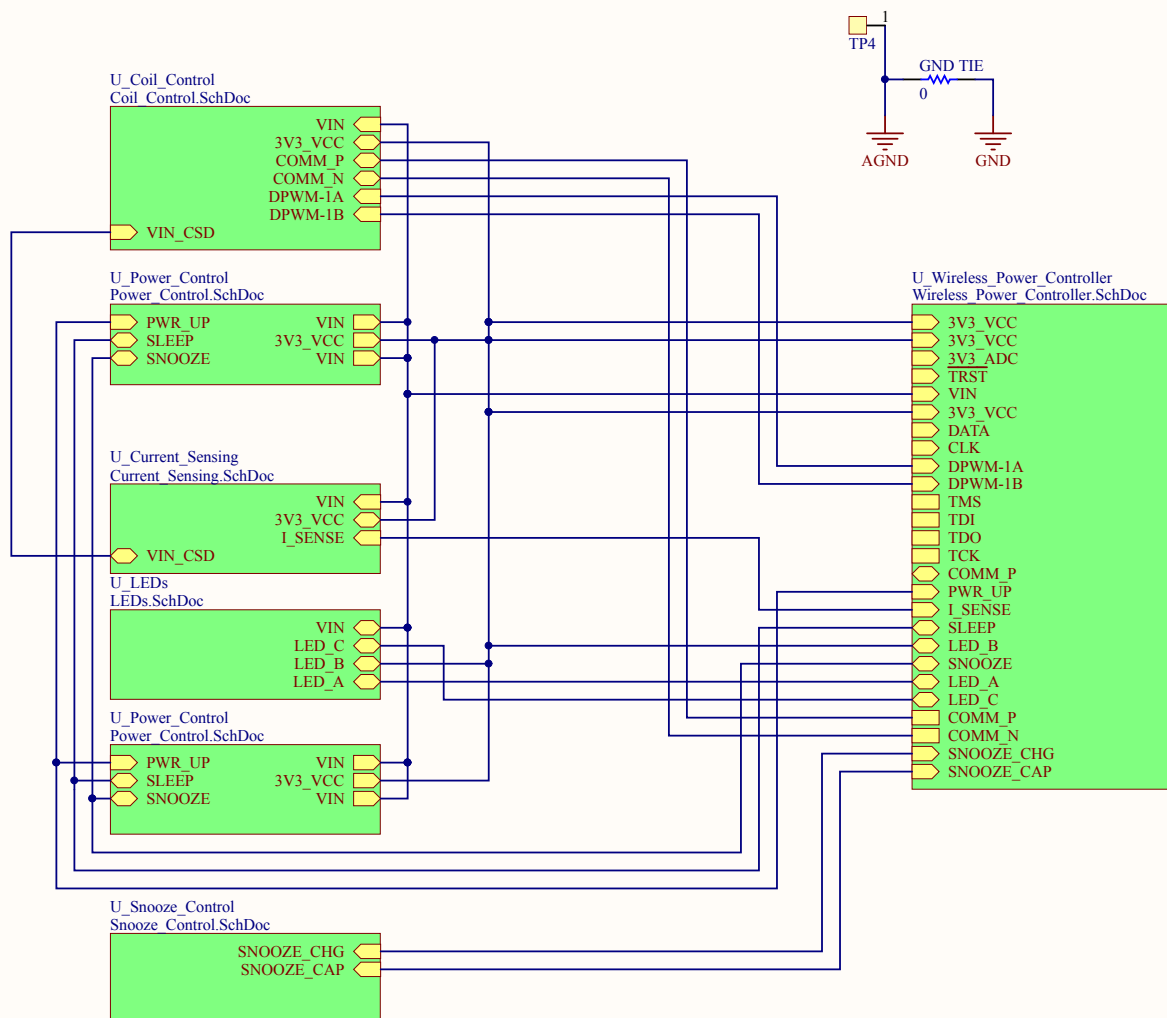 1
TP4
GND TIE
0
AGND
GND
U_Coil_Control
Coil_Control.SchDoc
VIN
3V3_VCC
COMM_P
COMM_N
DPWM-1A
DPWM-1B
VIN_CSD
U_Power_Control
Power_Control.SchDoc
PWR_UP
SLEEP
SNOOZE
VIN
3V3_VCC
VIN
U_Current_Sensing
Current_Sensing.SchDoc
VIN
3V3_VCC
I_SENSE
VIN_CSD
U_LEDs
LEDs.SchDoc
VIN
LED_C
LED_B
LED_A
U_Power_Control
Power_Control.SchDoc
PWR_UP
SLEEP
SNOOZE
VIN
3V3_VCC
VIN
U_Snooze_Control
Snooze_Control.SchDoc
SNOOZE_CHG
SNOOZE_CAP
U_Wireless_Power_Controller
Wireless_Power_Controller.SchDoc
3V3_VCC
3V3_VCC
3V3_ADC
TRST
VIN
3V3_VCC
DATA
CLK
DPWM-1A
DPWM-1B
TMS
TDI
TDO
TCK
COMM_P
PWR_UP
I_SENSE
SLEEP
LED_B
SNOOZE
LED_A
LED_C
COMM_P
COMM_N
SNOOZE_CHG
SNOOZE_CAP